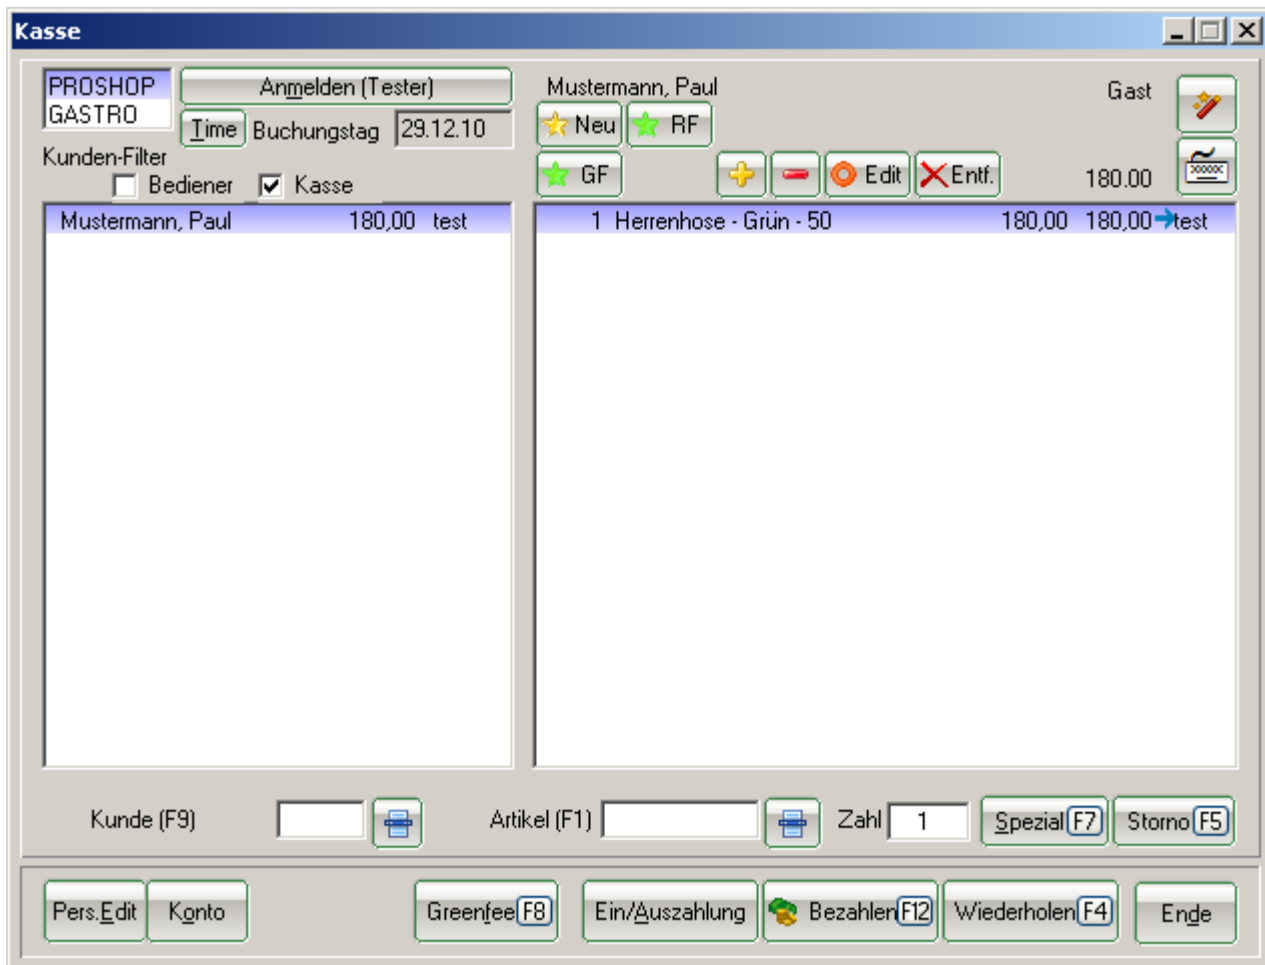 Kasse
PROSHOP
GASTRO
Anmelden (Tester)
Time Buchungstag 29.12.10
Kunden-Filter
Bediener Kasse
Mustermann, Paul Gast
Neu RF
GF Edit Entf. 180.00
Mustermann, Paul 180,00 test
1 Herrenhose - Grün - 50 180,00 180,00 test
Kunde (F9) Artikel (F1) Zahl 1 Spezial F7 Storno F5
Pers.Edit Konto Greenfee F8 Ein/Auszahlung Bezahlen F12 Wiederholen F4 Ende